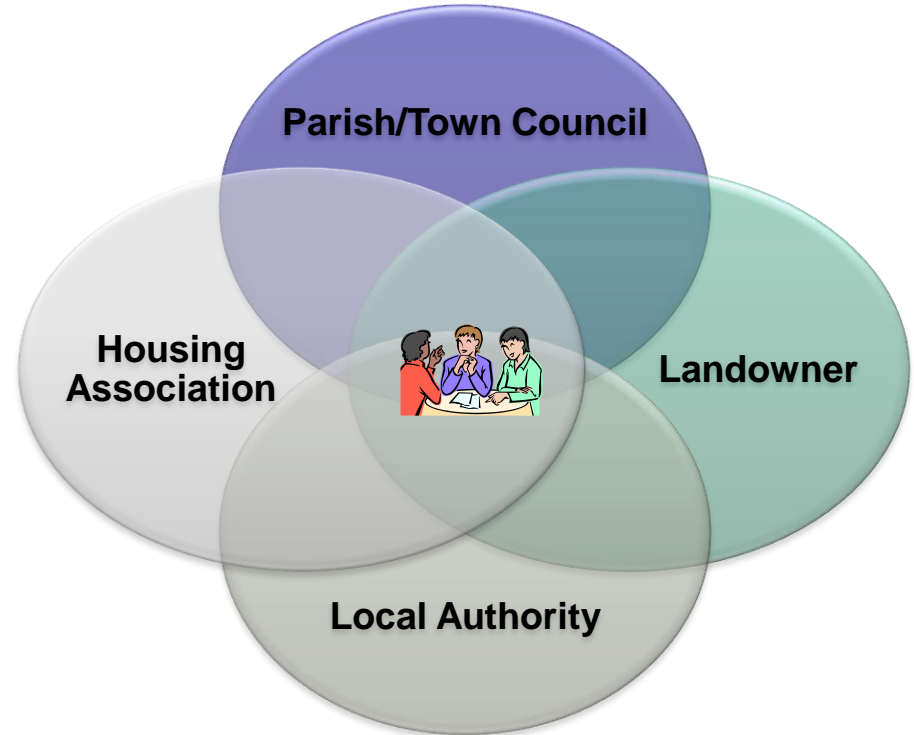 Parish/Town Council
Housing
Association
Landowner
Local Authority